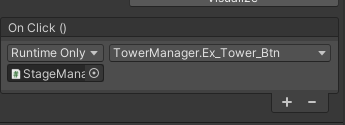 Visualize
On Click ()
Runtime Only
TowerManager.Ex_Tower_Btn
StageMana